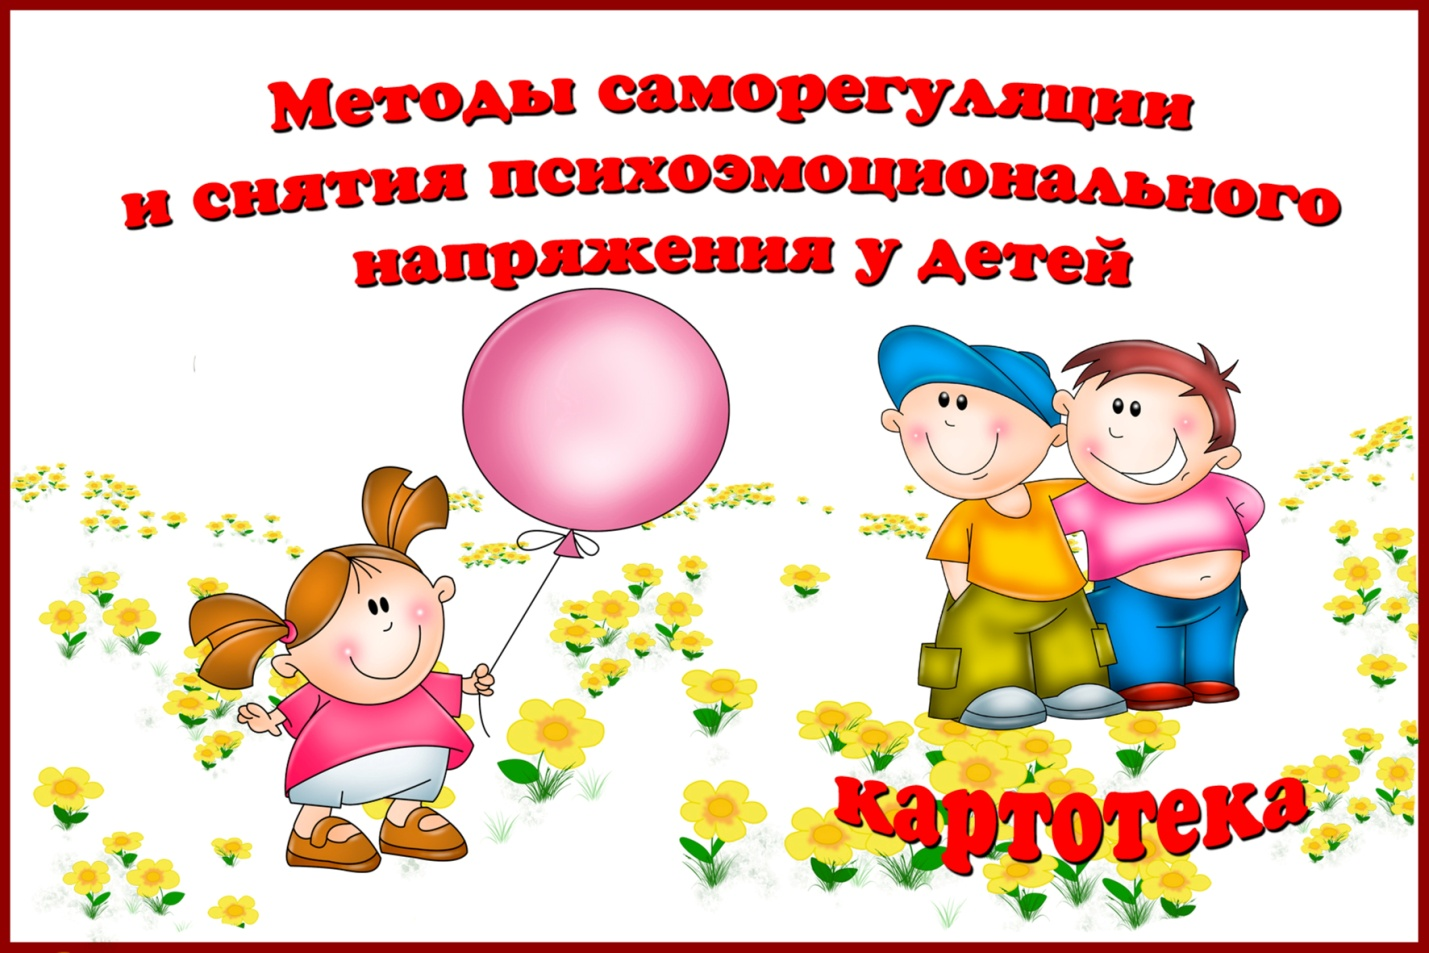 Методы саморегуляции
и снятия психоэмоционального
напряжения у детей
картотека